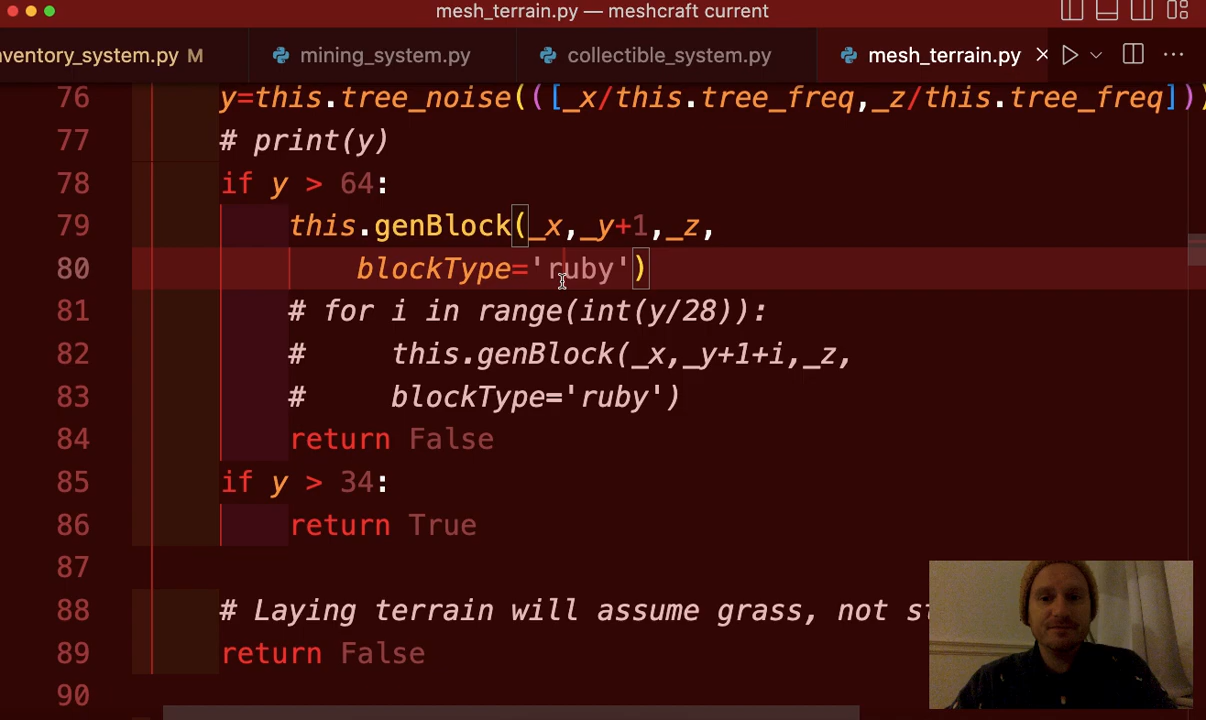 mesh_terrain.py — meshcraft current
nventory_system.py M mining_system.py collectible_system.py mesh_terrain.py
76 y=this.tree_noise(([_x/this.tree_freq,_z/this.tree_freq])
77 # print(y)
78 if y > 64:
79 this.genBlock(_x,_y+1,_z,
80 blockType='ruby')
81 # for i in range(int(y/28)):
82 # this.genBlock(_x,_y+1+i,_z,
83 # blockType='ruby')
84 return False
85 if y > 34:
86 return True
87
88 # Laying terrain will assume grass, not
89 return False
90